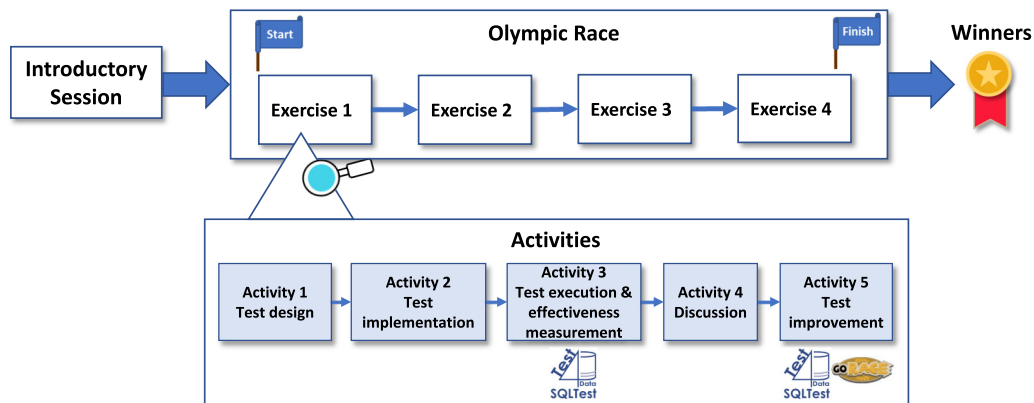 Start
Olympic Race
Finish
Winners
Introductory
Session
Exercise 1
Exercise 2
Exercise 3
Exercise 4
Activities
Activity 1
Test design
Activity 2
Test
implementation
Activity 3
Test execution &
effectiveness
measurement
Activity 4
Discussion
Activity 5
Test
improvement
Test
Data
SQLTest
Test
Data
SQLTest
GO RACE